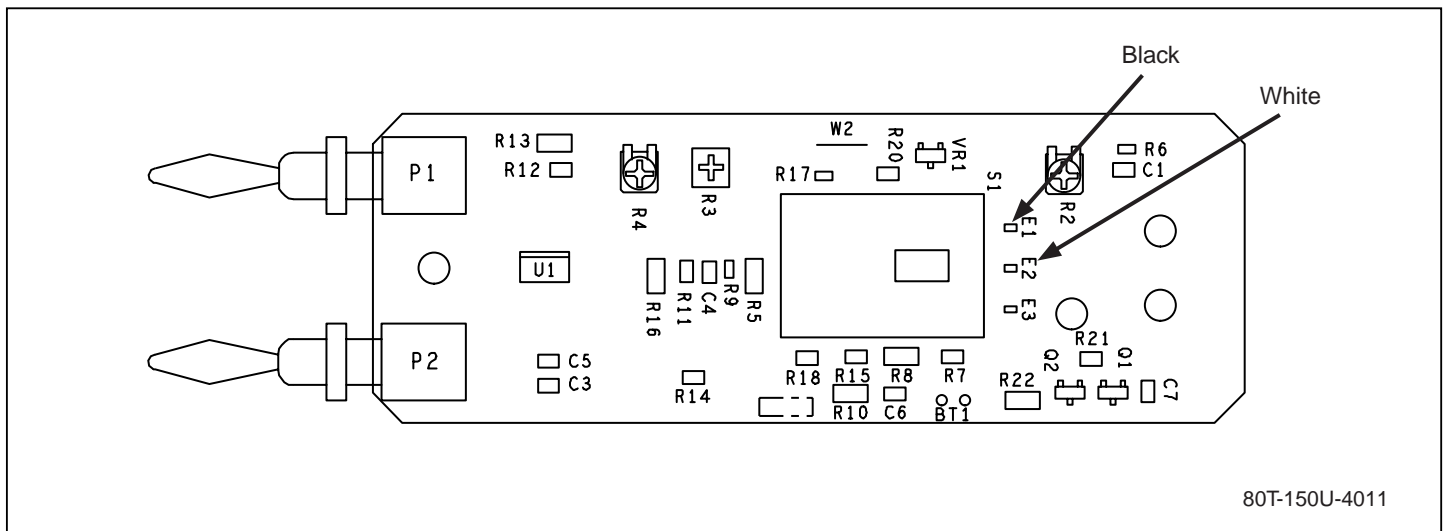 Black
White
W2
R13
R12
R17
R20
VR1
S1
R6
C1
P1
R4
R3
R2
E1
E2
E3
U1
R16
R11
C4
R9
R5
P2
C5
C3
R14
R18
R15
R8
R7
R10
C6
BT1
R22
Q2
R21
Q1
C7
80T-150U-4011